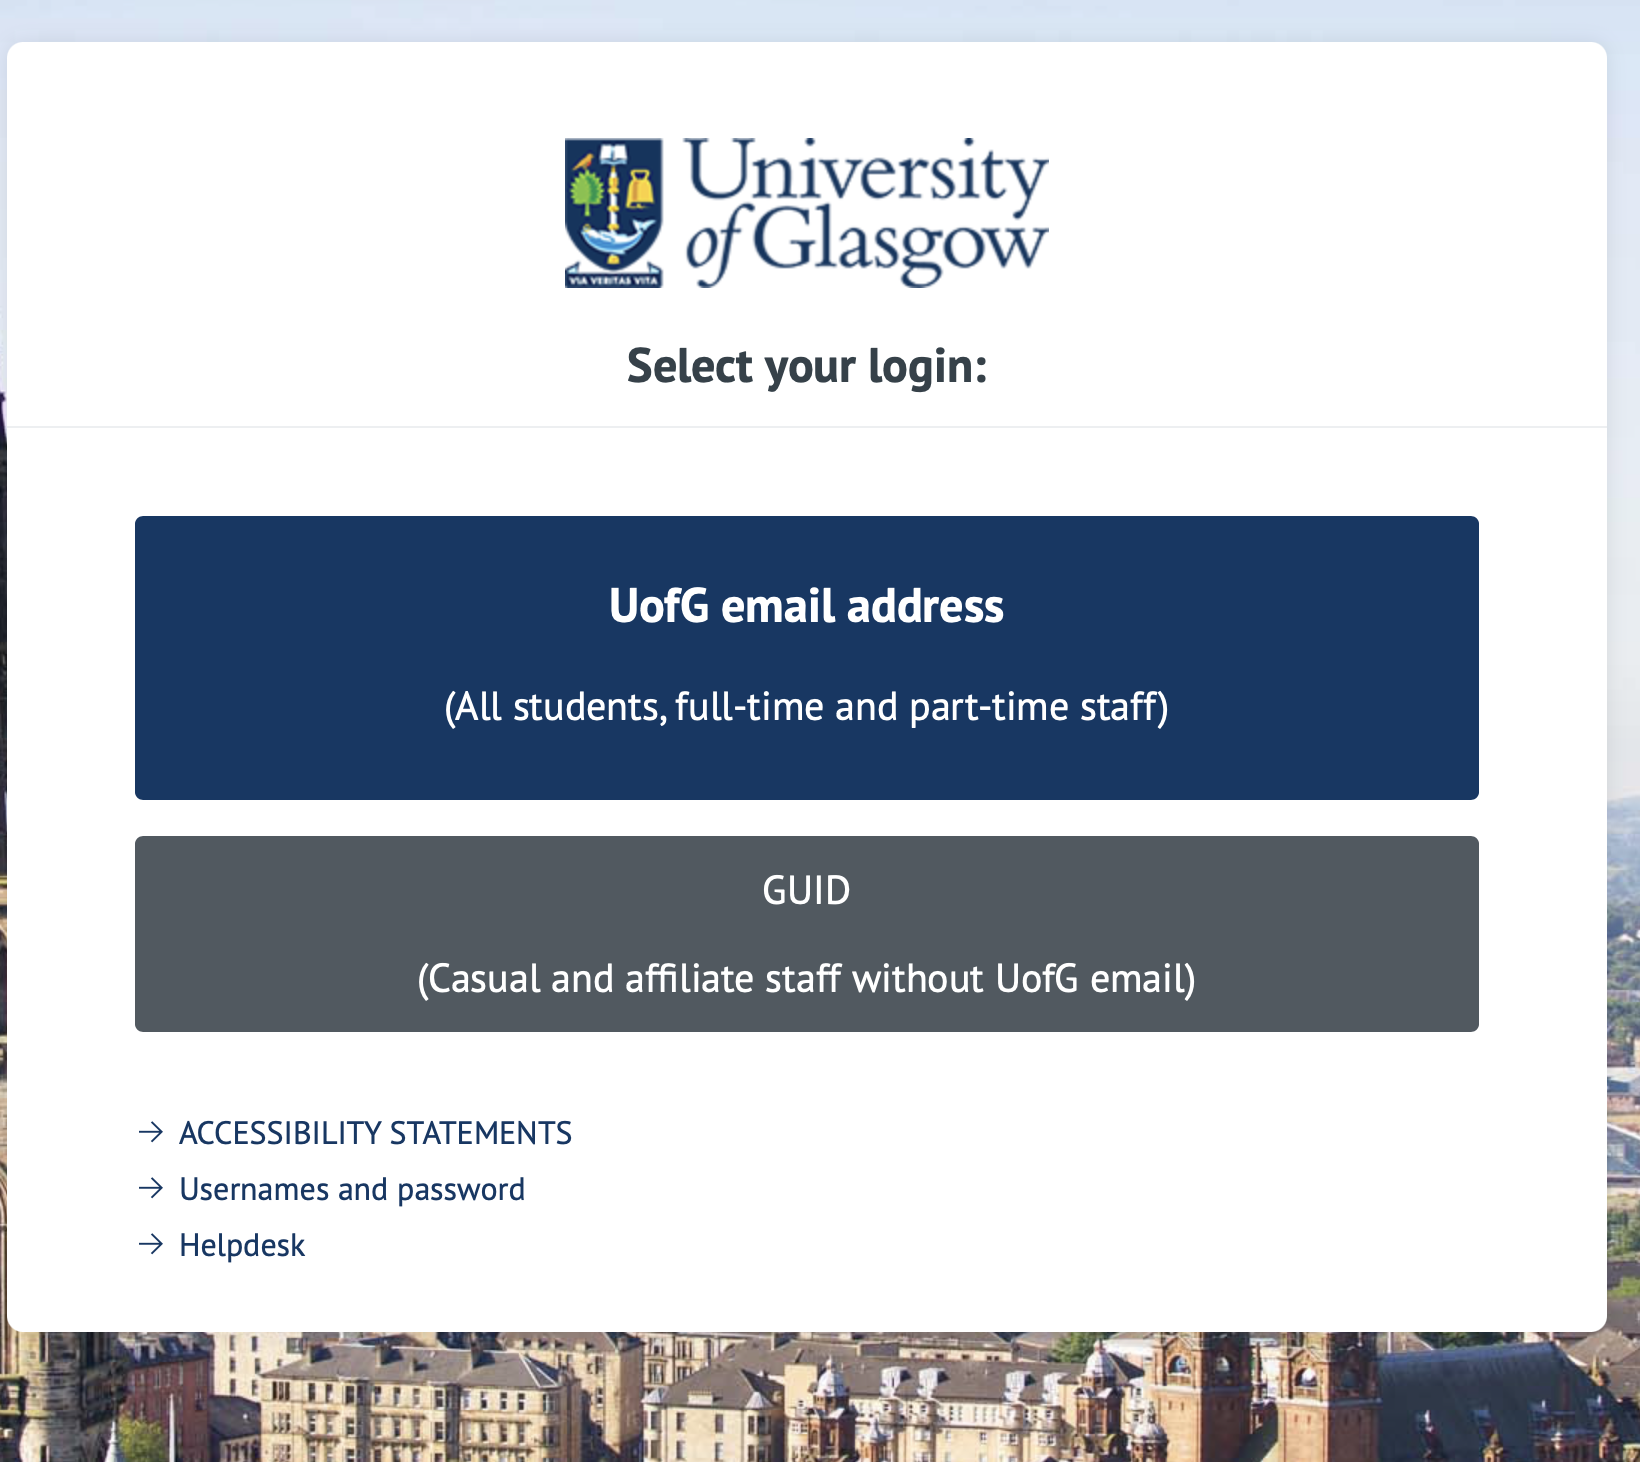 University
of Glasgow
VIA VERITAS VITA
Select your login:
UofG email address
(All students, full-time and part-time staff)
GUID
(Casual and affiliate staff without UofG email)
→ ACCESSIBILITY STATEMENTS
→ Usernames and password
→ Helpdesk